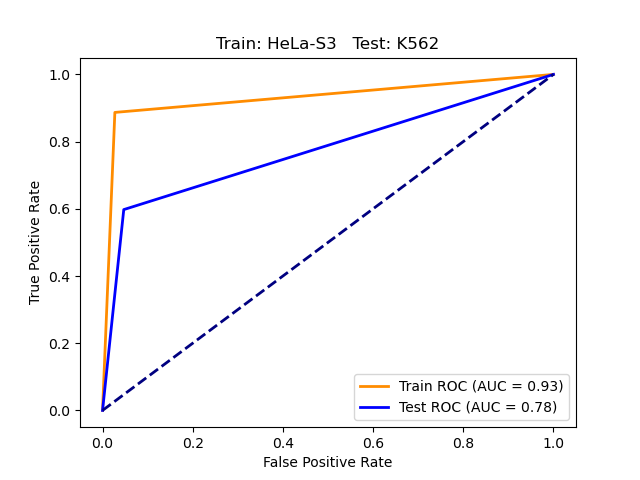 Train: HeLa-S3   Test: K562
True Positive Rate
1.0
0.8
0.6
0.4
0.2
0.0
0.0 0.2 0.4 0.6 0.8 1.0
False Positive Rate
Train ROC (AUC = 0.93)
Test ROC (AUC = 0.78)